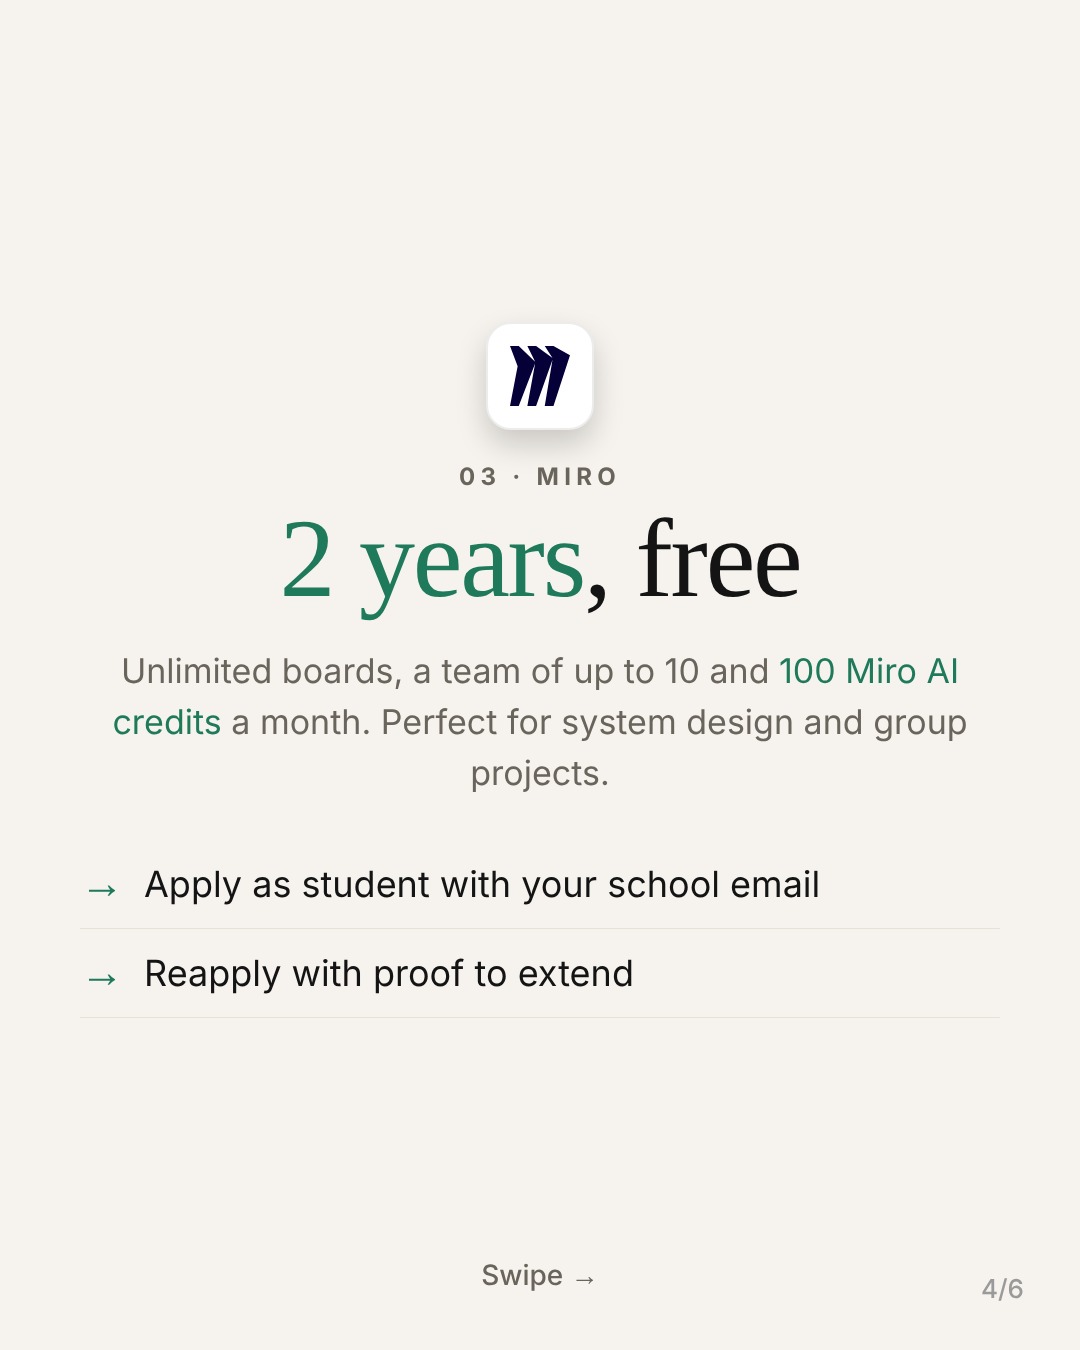 03 · MIRO
2 years, free
Unlimited boards, a team of up to 10 and 100 Miro AI
credits a month. Perfect for system design and group
projects.
→ Apply as student with your school email
→ Reapply with proof to extend
Swipe →
4/6